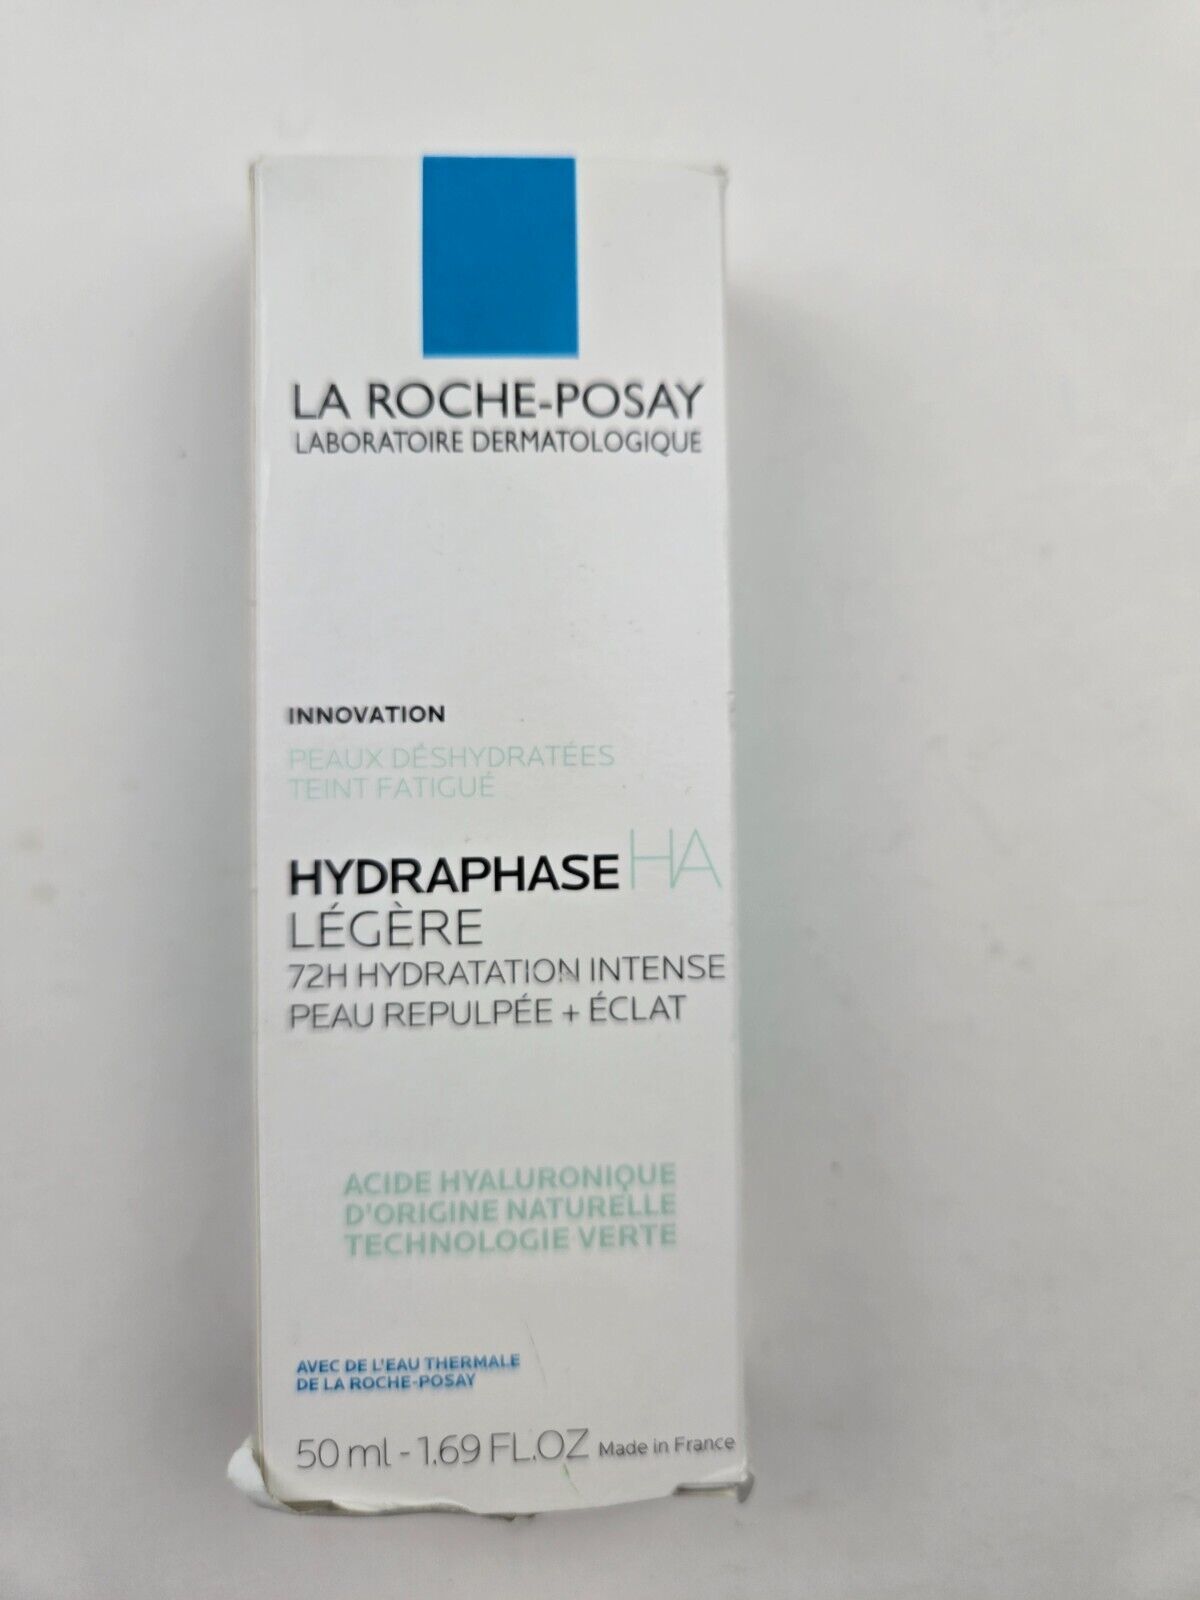 LA ROCHE-POSAY
LABORATOIRE DERMATOLOGIQUE
INNOVATION
PEAUX DÉSHYDRATÉES
TEINT FATIGUÉ
HYDRAPHASE HA
LÉGÈRE
72H HYDRATATION INTENSE
PEAU REPULPÉE + ÉCLAT
ACIDE HYALURONIQUE
D'ORIGINE NATURELLE
TECHNOLOGIE VERTE
AVEC DE L'EAU THERMALE
DE LA ROCHE-POSAY
50 ml - 1.69 FL.OZ Made in France